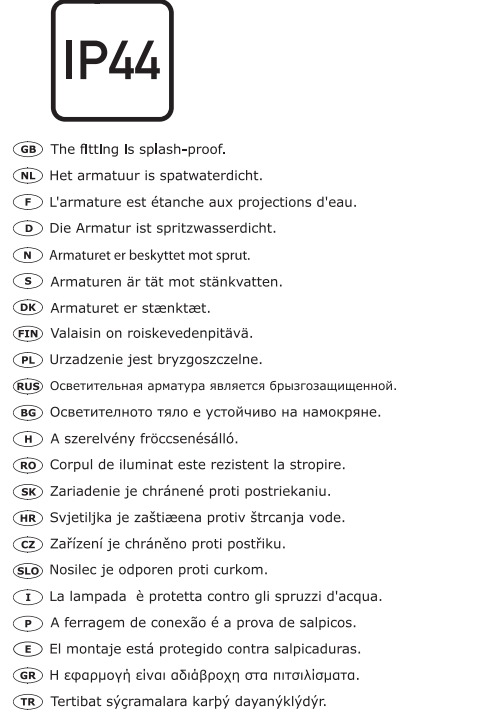 IP44
GB The fitting is splash-proof.
NL Het armatuur is spatwaterdicht.
F L'armature est étanche aux projections d'eau.
D Die Armatur ist spritzwasserdicht.
N Armaturet er beskyttet mot sprut.
S Armaturen är tät mot stänkvatten.
DK Armaturet er stænktæt.
FIN Valaisin on roiskevedenpitävä.
PL Urzadzenie jest bryzgoszczelne.
RUS Осветительная арматура является брызгозащищенной.
BG Осветителното тяло е устойчиво на намокряне.
H A szerelvény fröccsenésálló.
RO Corpul de iluminat este rezistent la stropire.
SK Zariadenie je chránené proti postriekaniu.
HR Svjetiljka je zaštiæena protiv štrcanja vode.
CZ Zařízení je chráněno proti postřiku.
SLO Nosilec je odporen proti curkom.
I La lampada è protetta contro gli spruzzi d'acqua.
P A ferragem de conexão é a prova de salpicos.
E El montaje está protegido contra salpicaduras.
GR Η εφαρμογή είναι αδιάβροχη στα πιτσιλίσματα.
TR Tertibat sýçramalara karþý dayanýklýdýr.